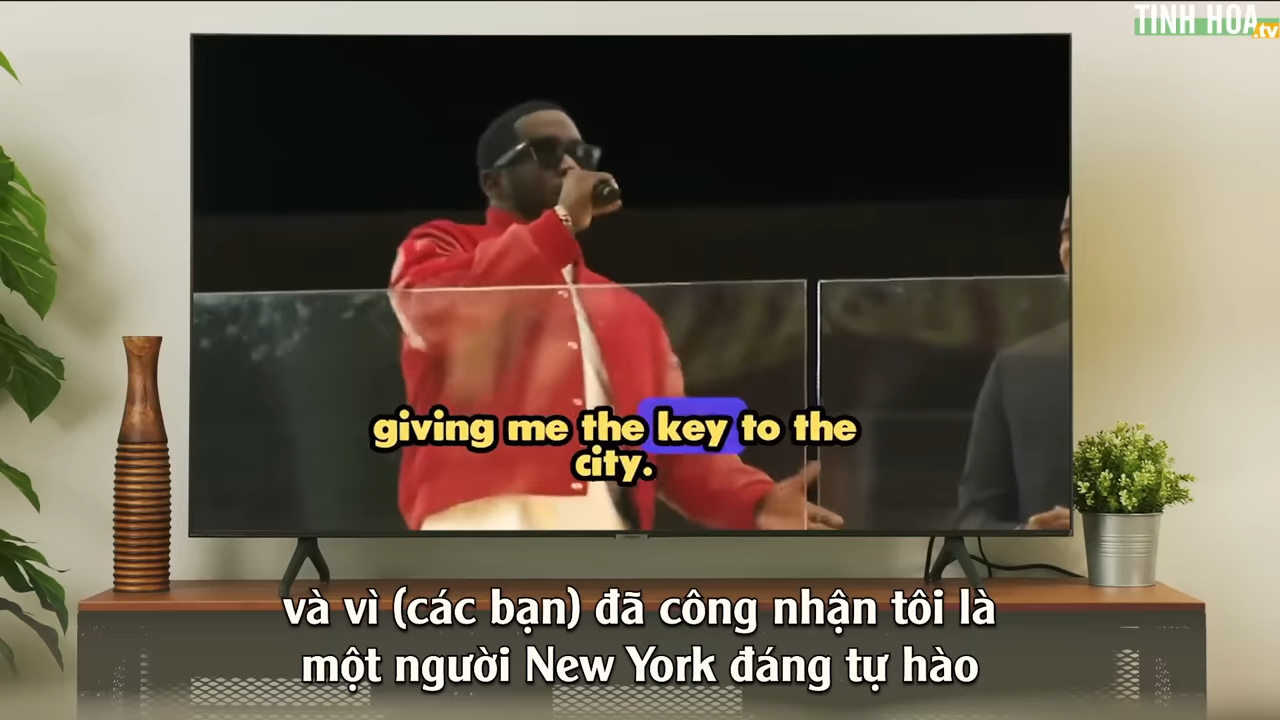 TINH HOA
.tv
giving me the key to the
city.
và vì (các bạn) đã công nhận tôi là
một người New York đáng tự hào